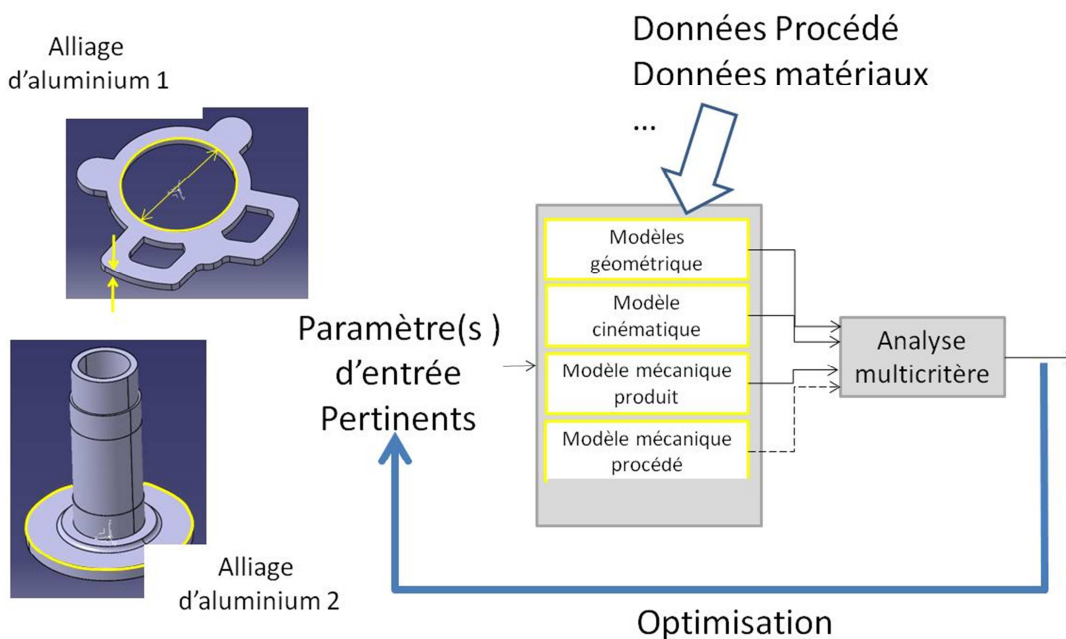 Alliage
d'aluminium 1
Données Procédé
Données matériaux
...
Modèles
géométrique
Modèle
cinématique
Modèle mécanique
produit
Modèle mécanique
procédé
Paramètre(s )
d'entrée
Pertinents
Analyse
multicritère
Alliage
d'aluminium 2
Optimisation